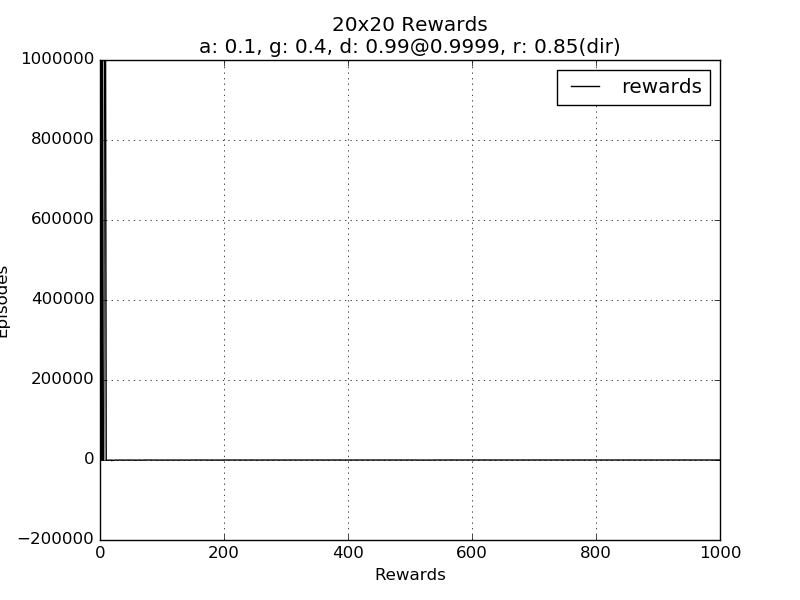 20x20 Rewards
a: 0.1, g: 0.4, d: 0.99@0.9999, r: 0.85(dir)
rewards
1000000
800000
600000
400000
200000
0
−200000
Episodes
0 200 400 600 800 1000
Rewards